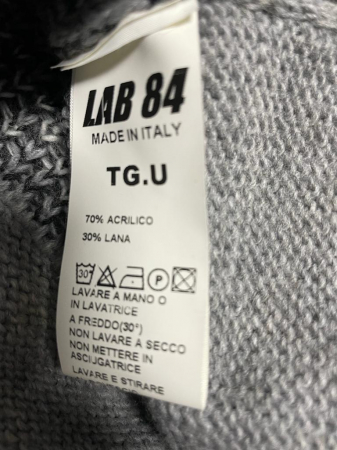 LAB 84
MADE IN ITALY
TG.U
70% ACRILICO
30% LANA
30° P
LAVARE A MANO O
IN LAVATRICE
A FREDDO(30°)
NON LAVARE A SECCO
NON METTERE IN
ASCIUGATRICE
LAVARE E STIRARE